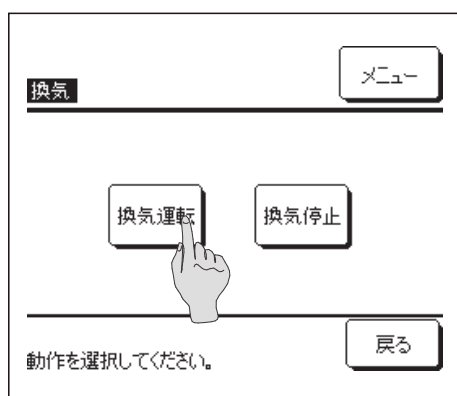 メニュー
換気
換気運転
換気停止
戻る
動作を選択してください。